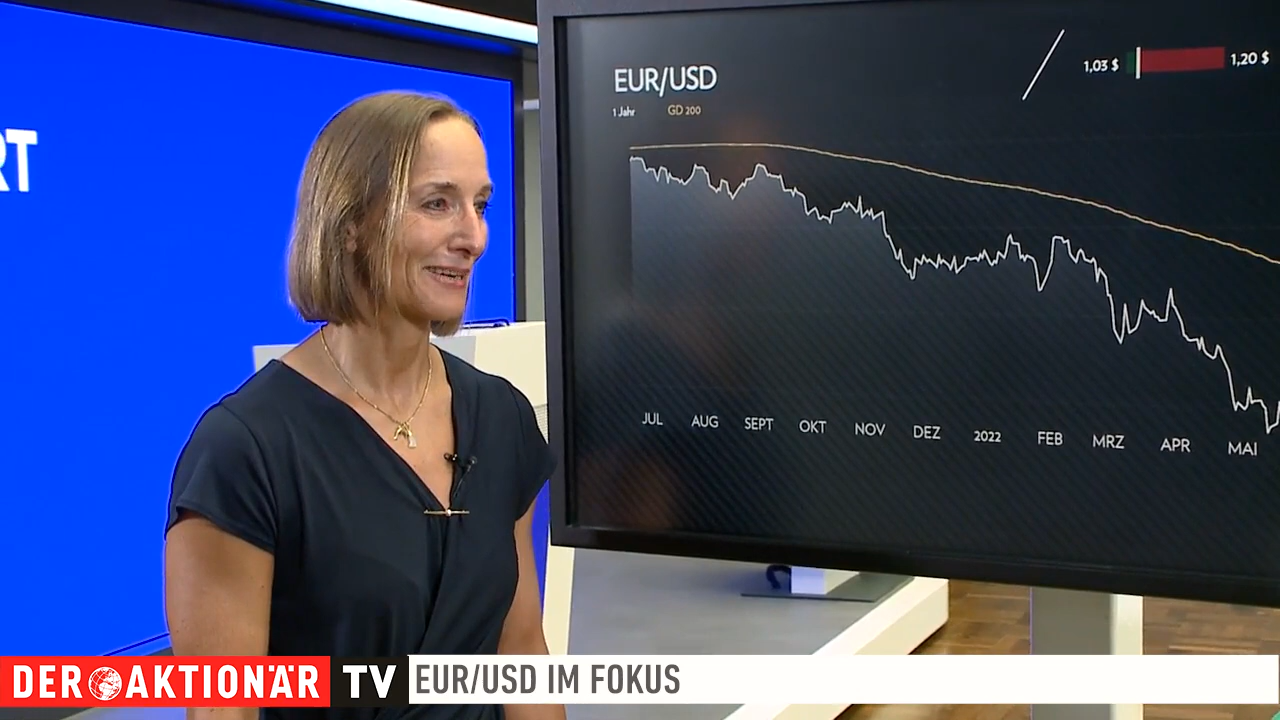 RT
EUR/USD
1 Jahr GD 200
1,03 $ 1,20 $
JUL AUG SEPT OKT NOV DEZ 2022 FEB MRZ APR MAI
DER AKTIONÄR TV EUR/USD IM FOKUS